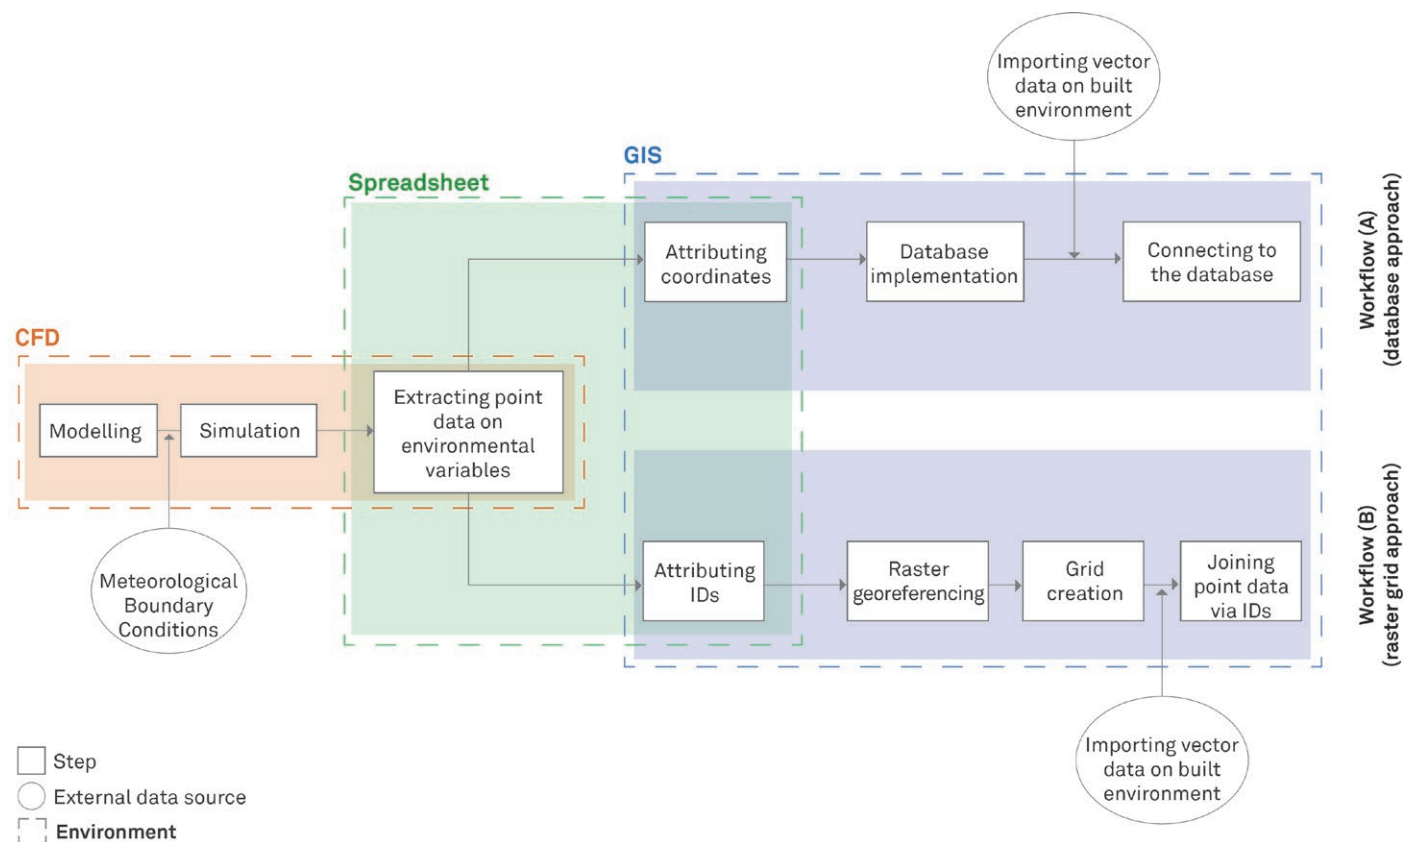 Importing vector
data on built
environment
GIS
Spreadsheet
Attributing
coordinates
Database
implementation
Connecting to
the database
Workflow (A)
(database approach)
CFD
Modelling
Simulation
Extracting point
data on
environmental
variables
Meteorological
Boundary
Conditions
Attributing
IDs
Raster
georeferencing
Grid
creation
Joining
point data
via IDs
Workflow (B)
(raster grid approach)
Importing vector
data on built
environment
Step
External data source
Environment